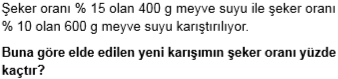 Şeker oranı % 15 olan 400 g meyve suyu ile şeker oranı
% 10 olan 600 g meyve suyu karıştırılıyor.
Buna göre elde edilen yeni karışımın şeker oranı yüzde
kaçtır?